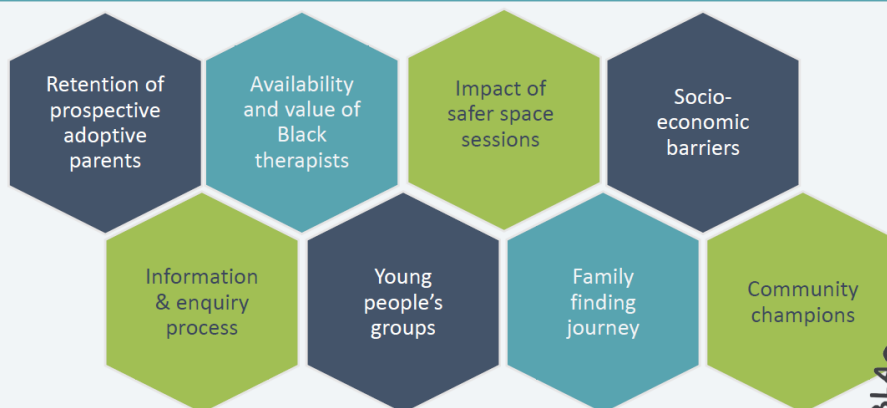 Retention of
prospective
adoptive
parents
Availability
and value of
Black
therapists
Impact of
safer space
sessions
Socio-
economic
barriers
Information
& enquiry
process
Young
people's
groups
Family
finding
journey
Community
champions